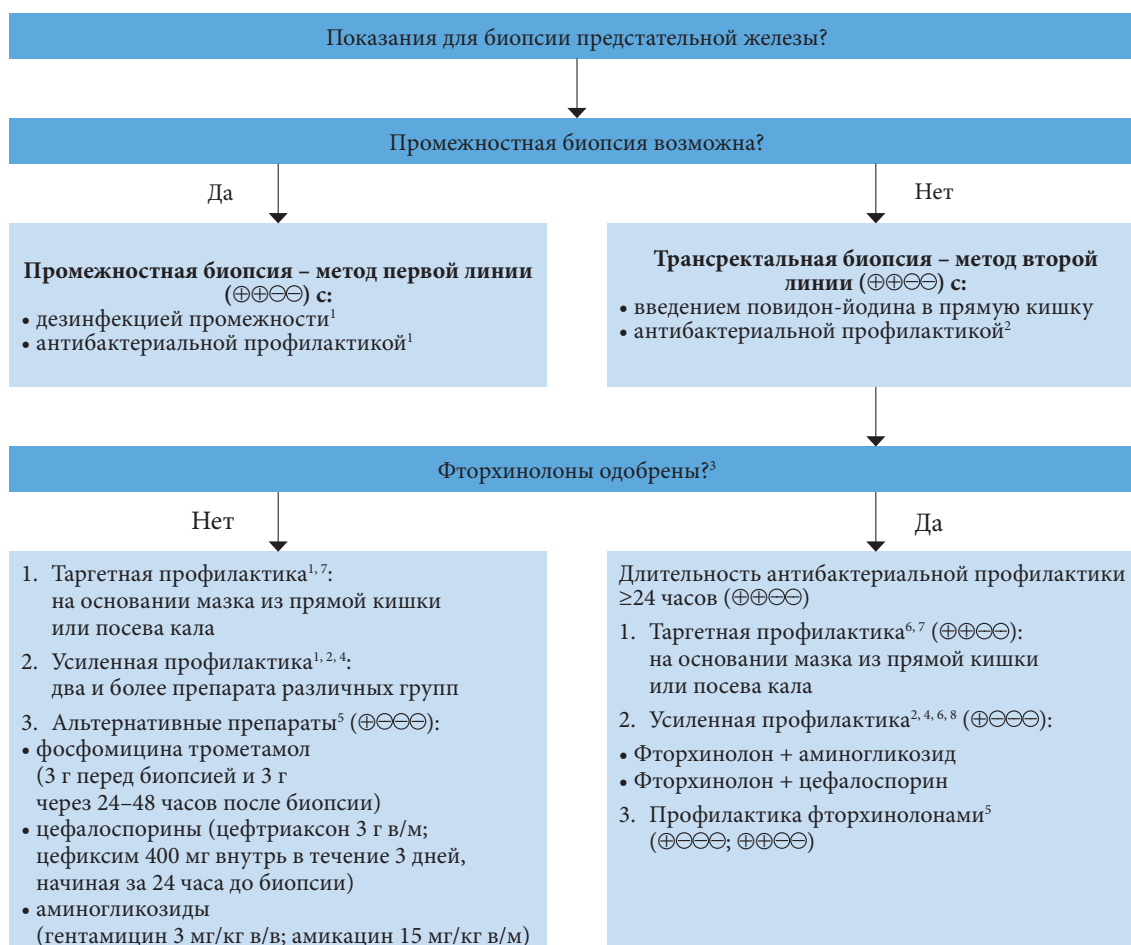 Показания для биопсии предстательной железы?
Промежностная биопсия возможна?
Да
Нет
Промежностная биопсия – метод первой линии
(⊕⊕⊖⊖) с:
• дезинфекцией промежности¹
• антибактериальной профилактикой¹
Трансректальная биопсия – метод второй
линии (⊕⊕⊖⊖) с:
• введением повидон-йодина в прямую кишку
• антибактериальной профилактикой²
Фторхинолоны одобрены?³
Нет
Да
1. Таргетная профилактика¹˒ ⁷:
на основании мазка из прямой кишки
или посева кала
2. Усиленная профилактика¹˒ ²˒ ⁴:
два и более препарата различных групп
3. Альтернативные препараты⁵ (⊕⊖⊖⊖):
• фосфомицина трометамол
(3 г перед биопсией и 3 г
через 24–48 часов после биопсии)
• цефалоспорины (цефтриаксон 3 г в/м;
цефиксим 400 мг внутрь в течение 3 дней,
начиная за 24 часа до биопсии)
• аминогликозиды
(гентамицин 3 мг/кг в/в; амикацин 15 мг/кг в/м)
Длительность антибактериальной профилактики
≥24 часов (⊕⊕⊖⊖)
1. Таргетная профилактика⁶˒ ⁷ (⊕⊕⊖⊖):
на основании мазка из прямой кишки
или посева кала
2. Усиленная профилактика²˒ ⁴˒ ⁶˒ ⁸ (⊕⊖⊖⊖):
• Фторхинолон + аминогликозид
• Фторхинолон + цефалоспорин
3. Профилактика фторхинолонами⁵
(⊕⊖⊖⊖; ⊕⊕⊖⊖)